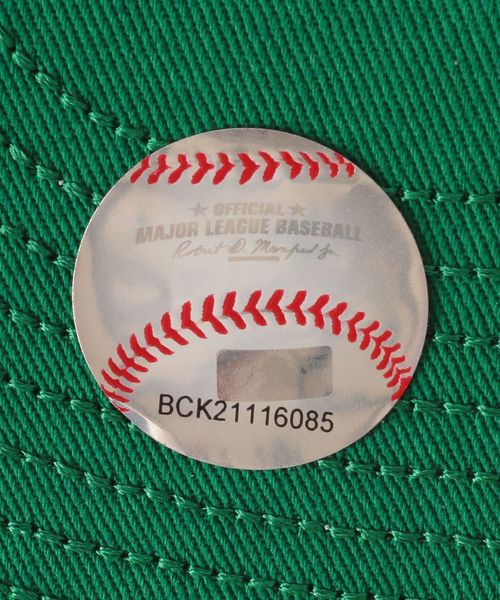 ★ OFFICIAL ★
MAJOR LEAGUE BASEBALL
Robert D. Manfred Jr.
BCK21116085